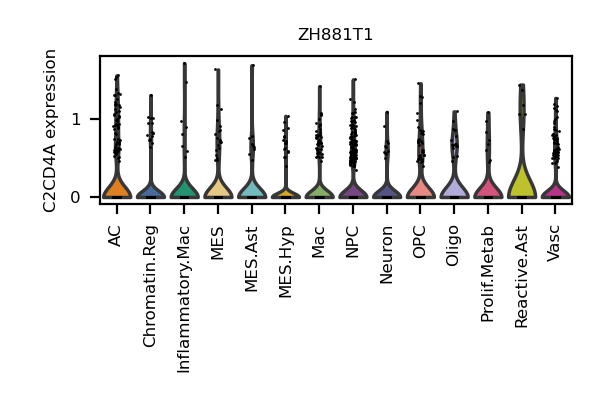 ZH881T1
C2CD4A expression
1
0
AC
Chromatin.Reg
Inflammatory.Mac
MES
MES.Ast
MES.Hyp
Mac
NPC
Neuron
OPC
Oligo
Prolif.Metab
Reactive.Ast
Vasc